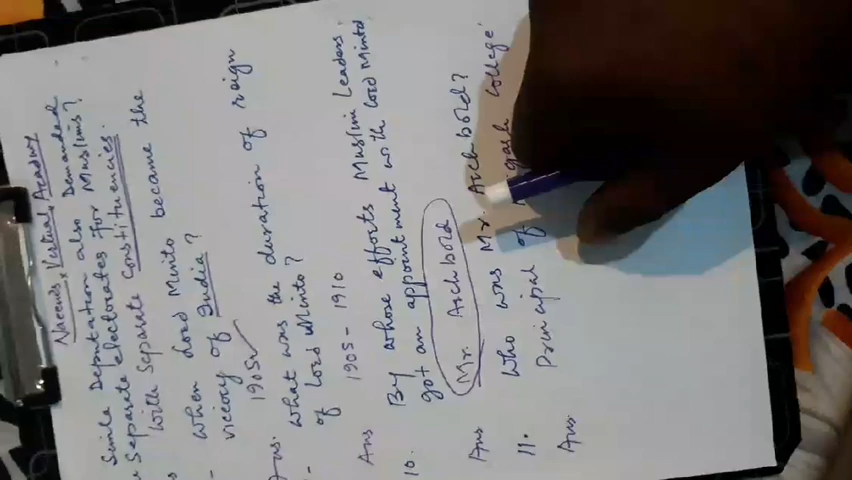 Naeem's Virtual Academy
Simla Deputation also Demanded
Separate electorates for Muslims?
with Separate Constituencies.
- When Lord Minto became the
viceroy of India?
Ans. 1905
- What was the duration of reign
of Lord Minto?
Ans 1905-1910
10. By whose efforts Muslim Leaders
got an appointment with Lord Minto
Ans Mr. Archbold
11. Who was Mr. Archbold?
Ans. Principal of College'